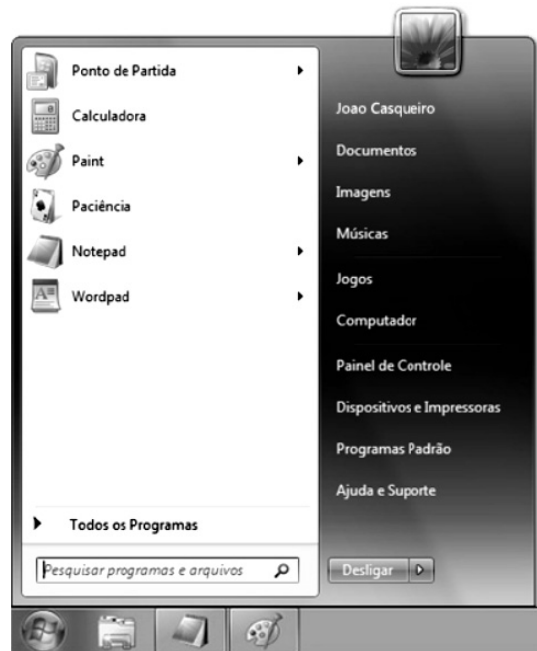 Ponto de Partida
Calculadora
Paint
Paciência
Notepad
Wordpad
Todos os Programas
Pesquisar programas e arquivos
Joao Casqueiro
Documentos
Imagens
Músicas
Jogos
Computador
Painel de Controle
Dispositivos e Impressoras
Programas Padrão
Ajuda e Suporte
Desligar